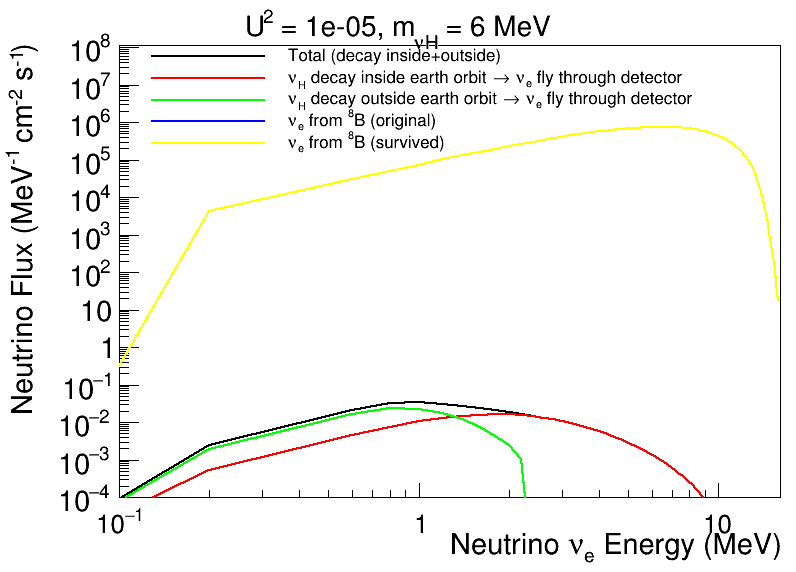 U² = 1e-05, m_νH = 6 MeV
Total (decay inside+outside)
ν_H decay inside earth orbit → ν_e fly through detector
ν_H decay outside earth orbit → ν_e fly through detector
ν_e from ⁸B (original)
ν_e from ⁸B (survived)
Neutrino Flux (MeV⁻¹ cm⁻² s⁻¹)
10⁸
10⁷
10⁶
10⁵
10⁴
10³
10²
10
1
10⁻¹
10⁻²
10⁻³
10⁻⁴
10⁻¹ 1 10
Neutrino ν_e Energy (MeV)